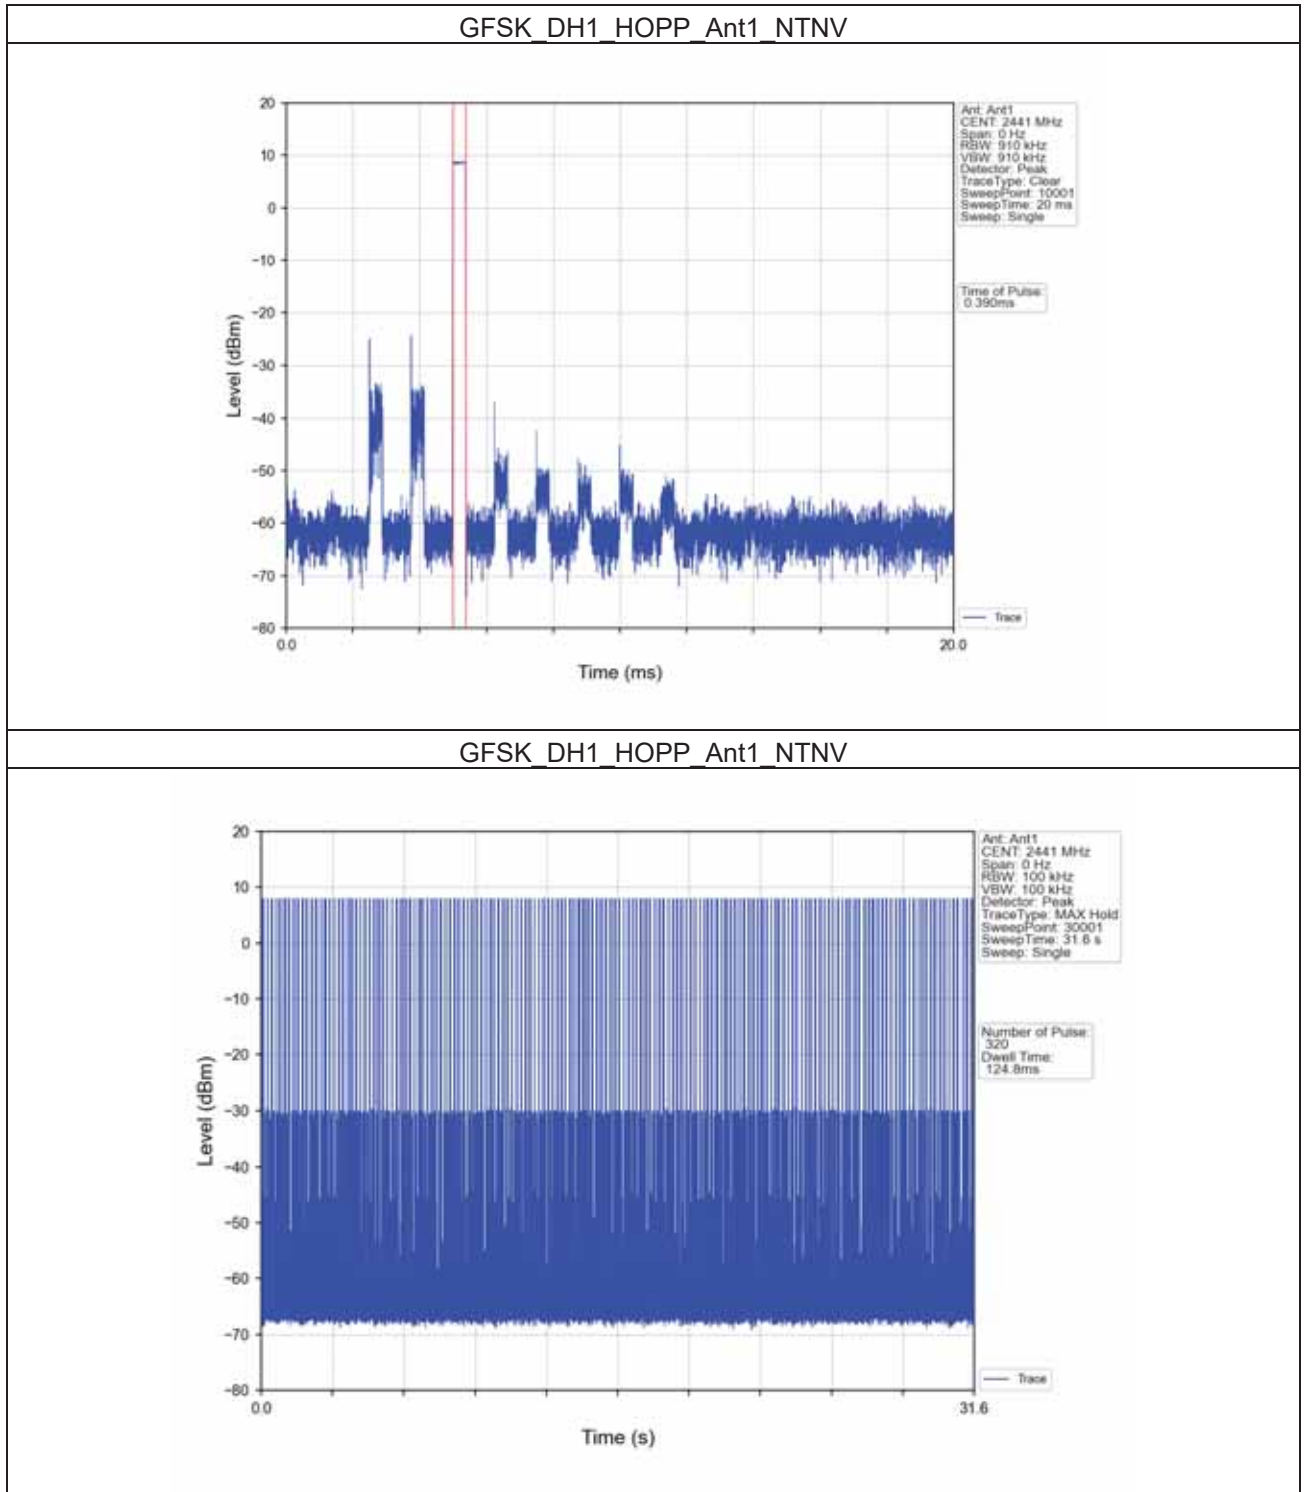 GFSK_DH1_HOPP_Ant1_NTNV
20
10
0
−10
−20
−30
−40
−50
−60
−70
−80
Level (dBm)
0.0
20.0
Time (ms)
Ant: Ant1
CENT: 2441 MHz
Span: 0 Hz
RBW: 910 kHz
VBW: 910 kHz
Detector: Peak
TraceType: Clear
SweepPoint: 10001
SweepTime: 20 ms
Sweep: Single
Time of Pulse:
0.390ms
Trace
GFSK_DH1_HOPP_Ant1_NTNV
20
10
0
−10
−20
−30
−40
−50
−60
−70
−80
Level (dBm)
0.0
31.6
Time (s)
Ant: Ant1
CENT: 2441 MHz
Span: 0 Hz
RBW: 100 kHz
VBW: 100 kHz
Detector: Peak
TraceType: MAX Hold
SweepPoint: 30001
SweepTime: 31.6 s
Sweep: Single
Number of Pulse:
320
Dwell Time:
124.8ms
Trace